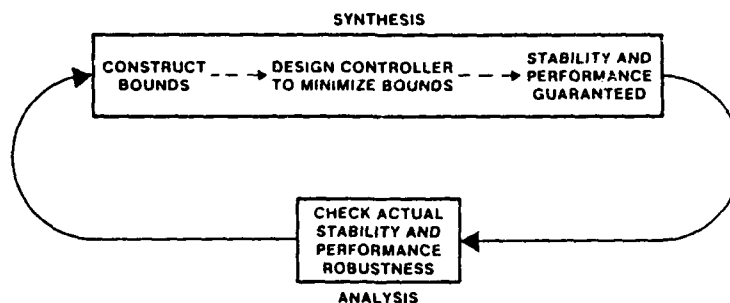 SYNTHESIS
CONSTRUCT
BOUNDS
DESIGN CONTROLLER
TO MINIMIZE BOUNDS
STABILITY AND
PERFORMANCE
GUARANTEED
CHECK ACTUAL
STABILITY AND
PERFORMANCE
ROBUSTNESS
ANALYSIS